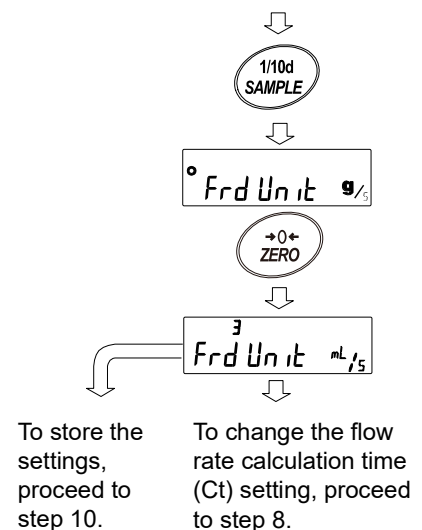 1/10d
SAMPLE
Frd Unit g/s
→0←
ZERO
3
Frd Unit mL/s
To store the
settings,
proceed to
step 10.
To change the flow
rate calculation time
(Ct) setting, proceed
to step 8.